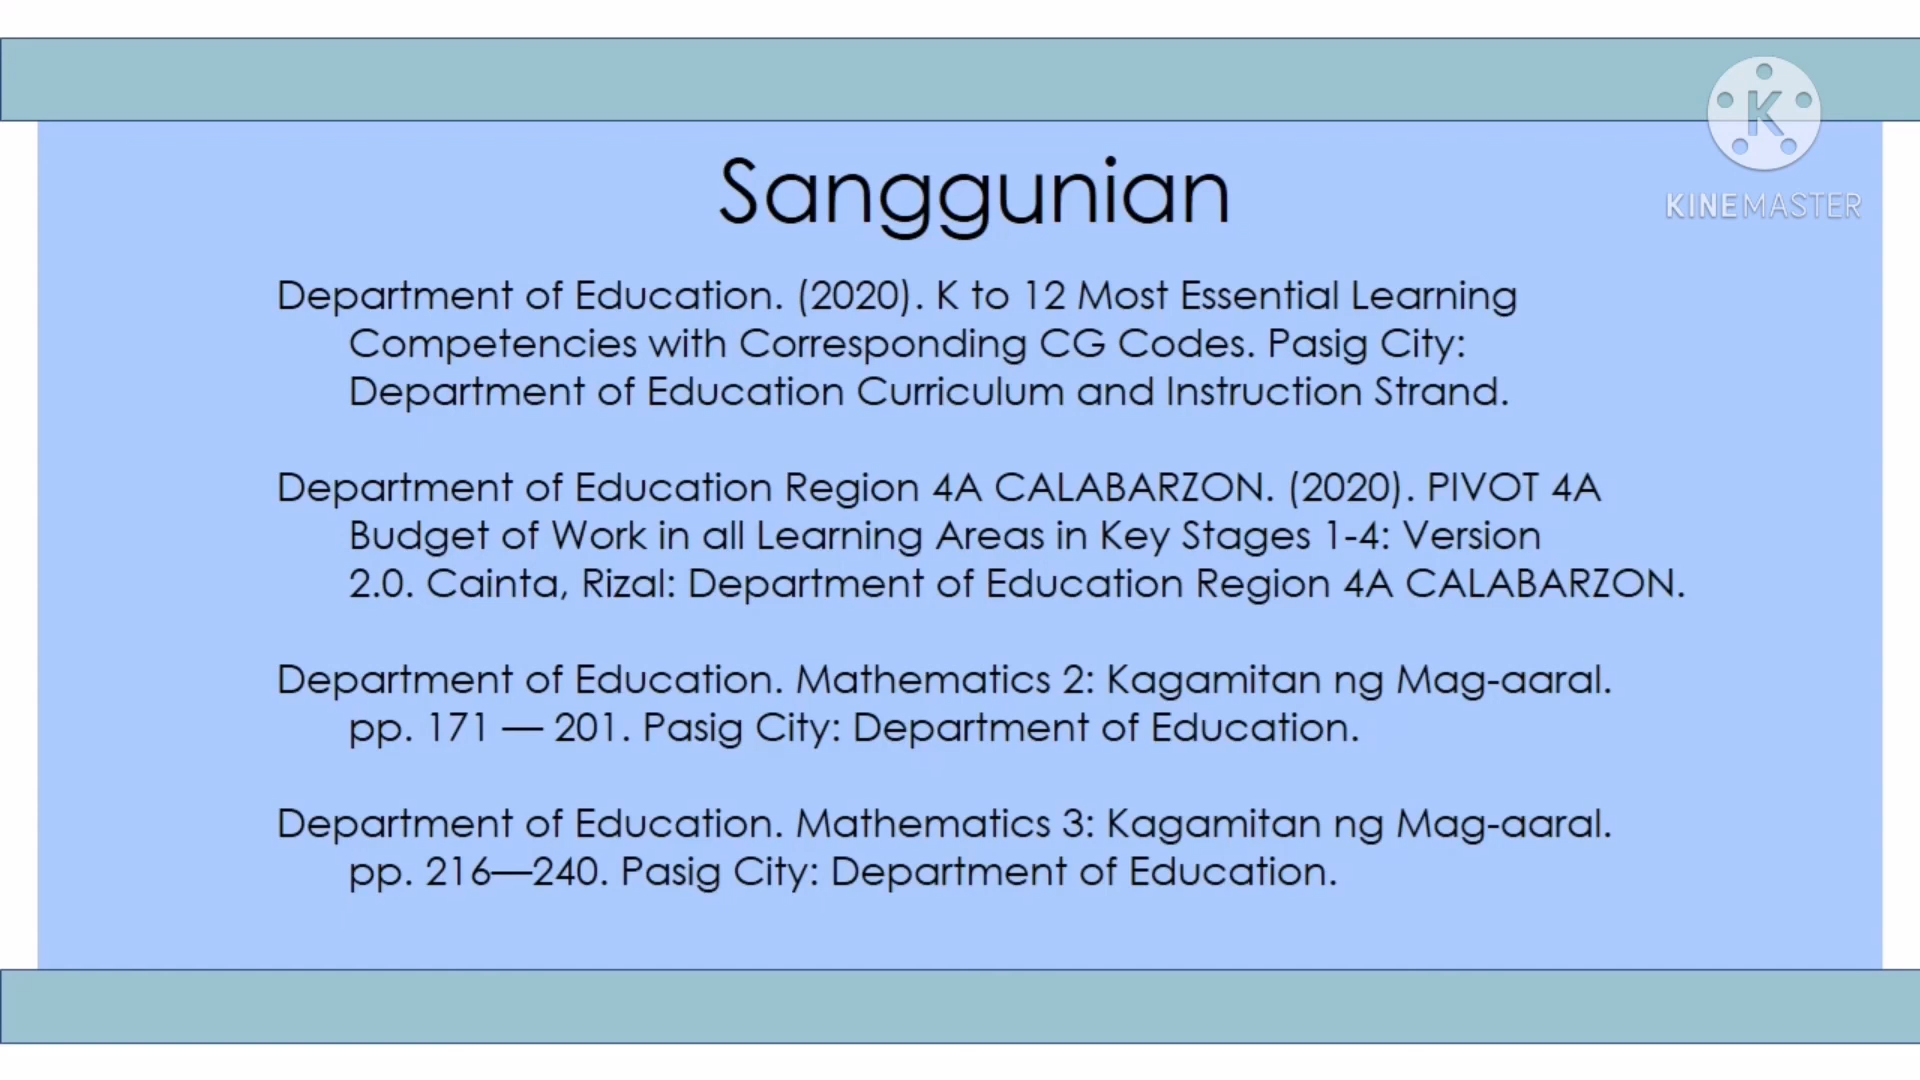 K
KINEMASTER
Sanggunian
Department of Education. (2020). K to 12 Most Essential Learning
Competencies with Corresponding CG Codes. Pasig City:
Department of Education Curriculum and Instruction Strand.
Department of Education Region 4A CALABARZON. (2020). PIVOT 4A
Budget of Work in all Learning Areas in Key Stages 1-4: Version
2.0. Cainta, Rizal: Department of Education Region 4A CALABARZON.
Department of Education. Mathematics 2: Kagamitan ng Mag-aaral.
pp. 171 — 201. Pasig City: Department of Education.
Department of Education. Mathematics 3: Kagamitan ng Mag-aaral.
pp. 216—240. Pasig City: Department of Education.